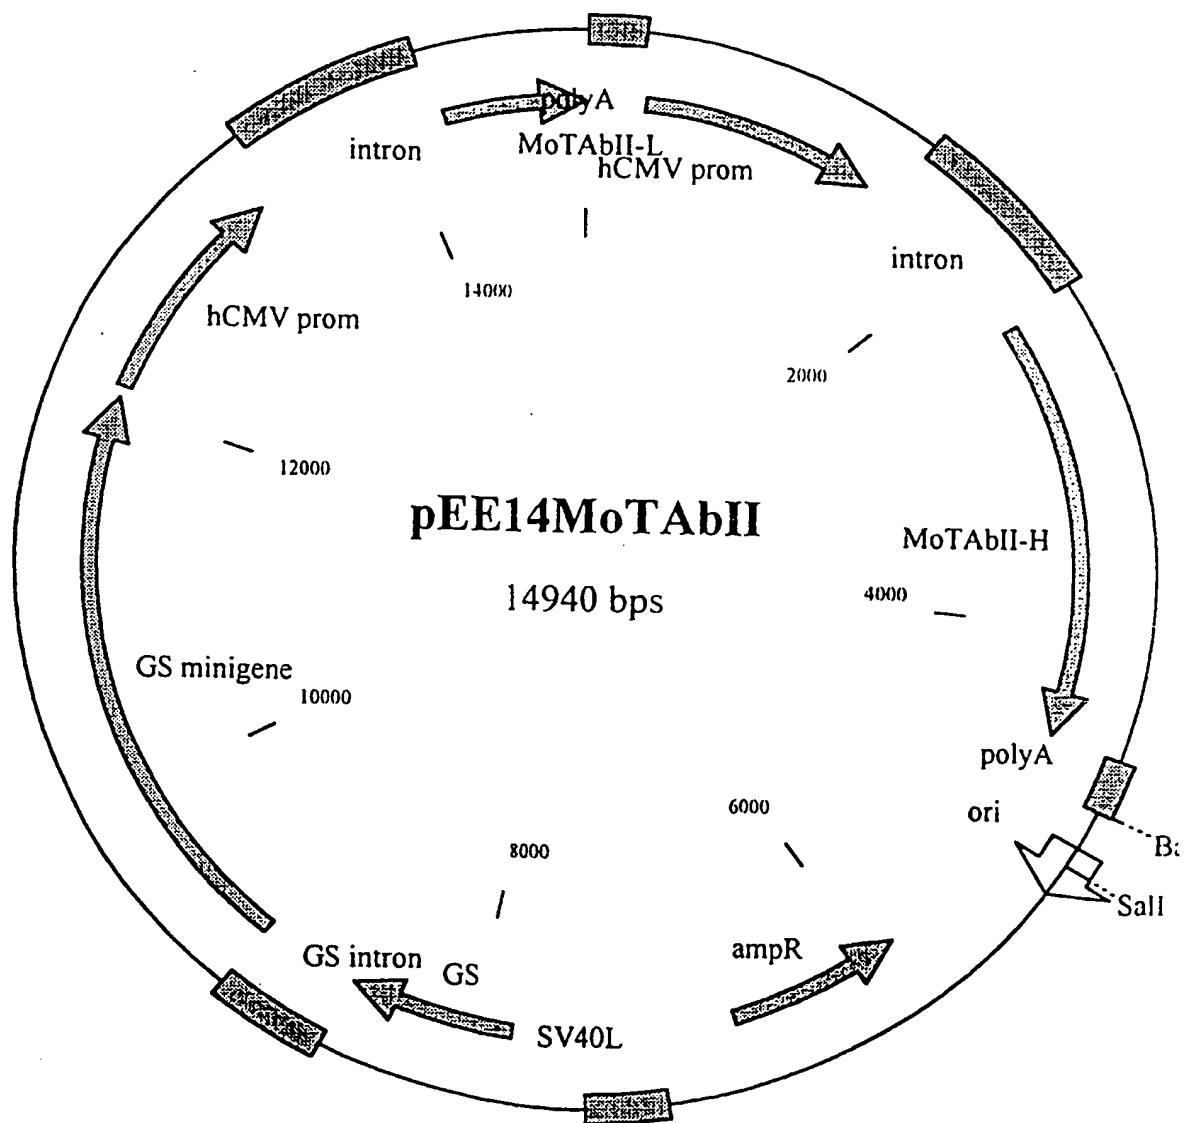 polyA
intron
MoTAbII-L
hCMV prom
intron
14000
hCMV prom
2000
12000
pEE14MoTAbII
MoTAbII-H
14940 bps
4000
GS minigene
10000
polyA
6000
ori
8000
SalI
ampR
GS intron
GS
SV40L